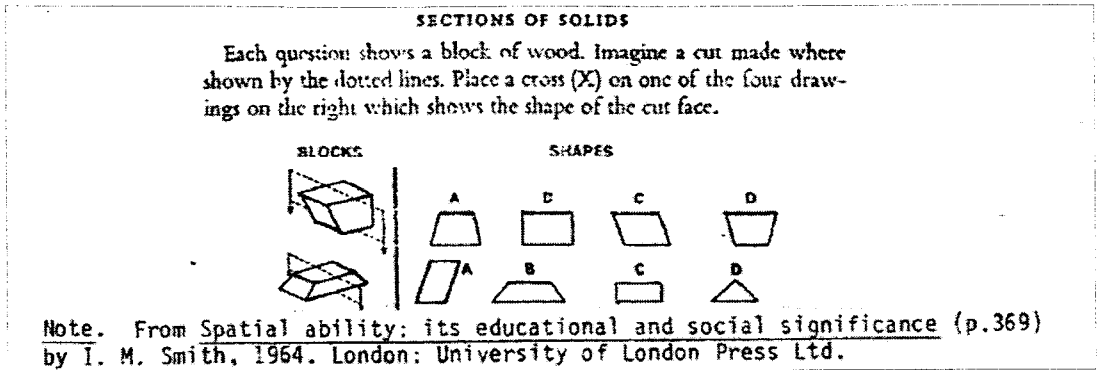 SECTIONS OF SOLIDS
Each question shows a block of wood. Imagine a cut made where
shown by the dotted lines. Place a cross (X) on one of the four draw-
ings on the right which shows the shape of the cut face.
BLOCKS SHAPES
A B C D
A B C D
Note. From Spatial ability: its educational and social significance (p.369)
by I. M. Smith, 1964. London: University of London Press Ltd.